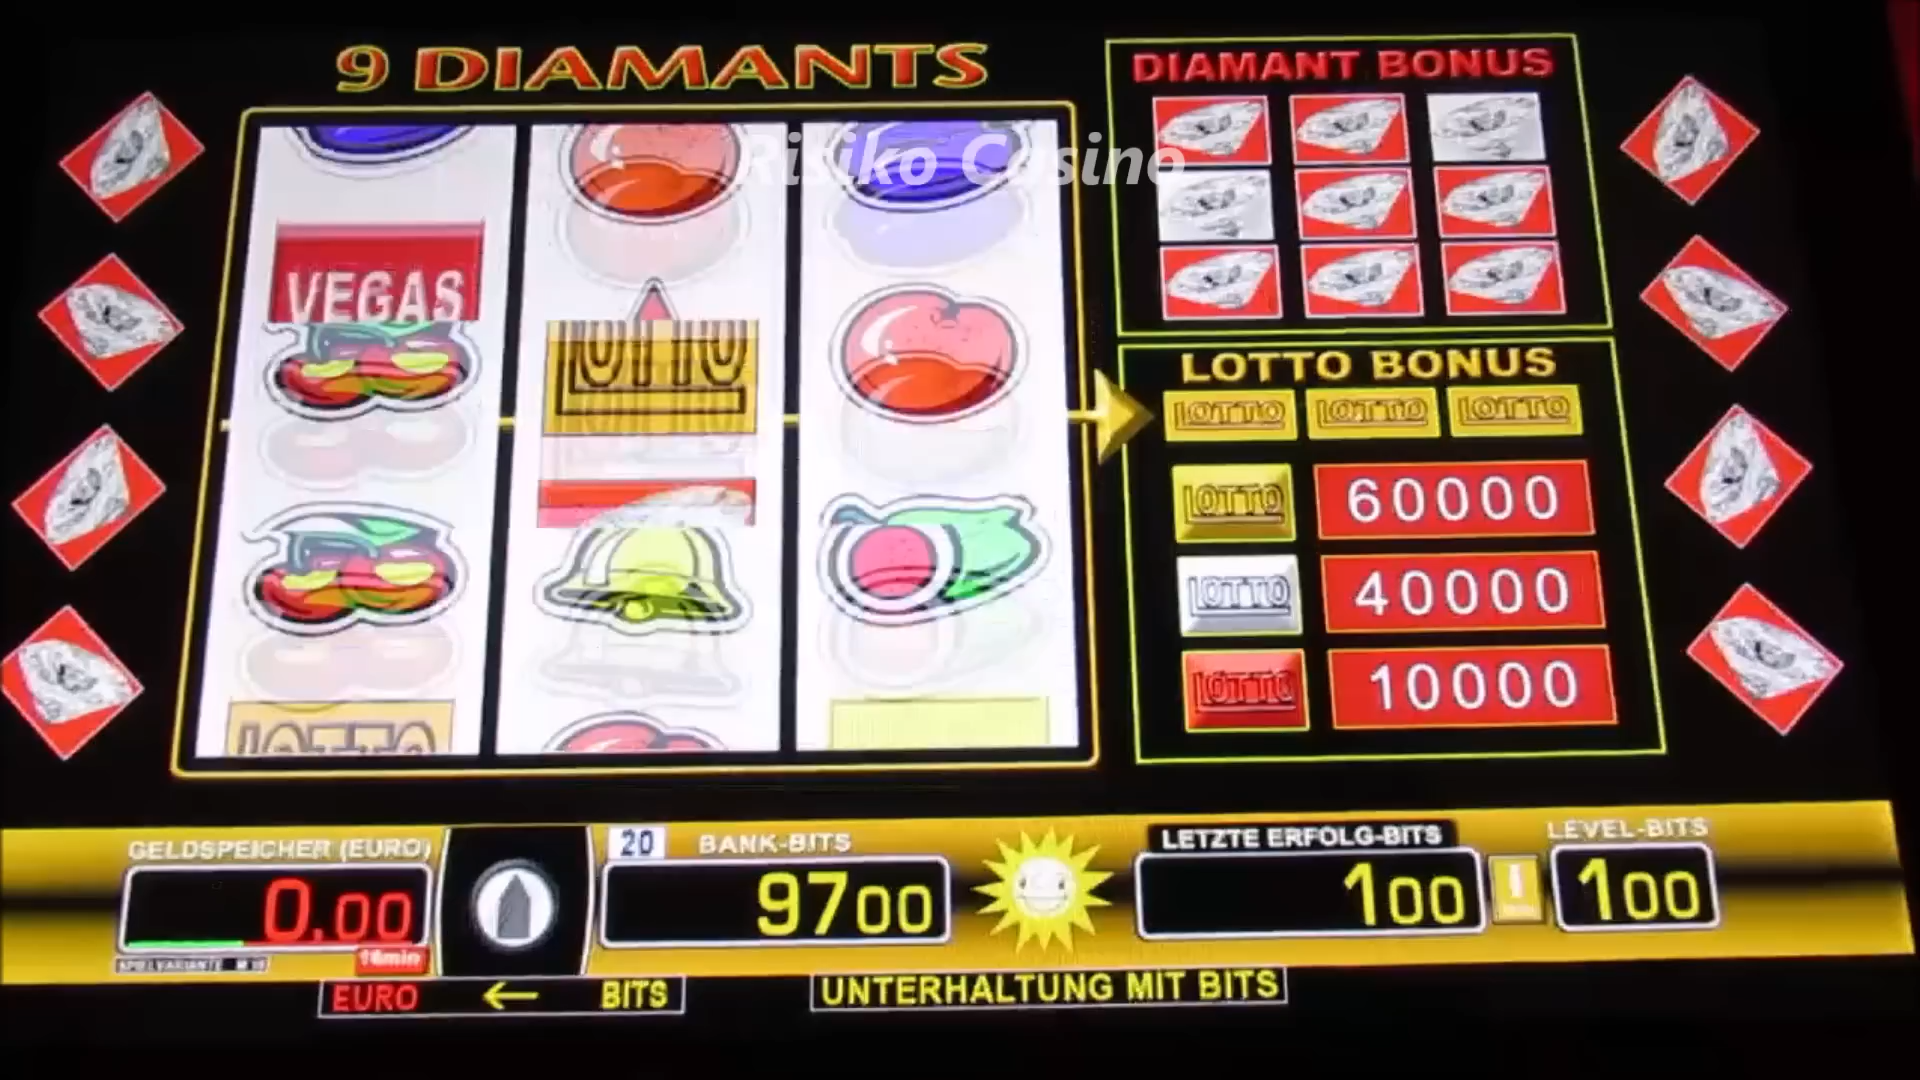 9 DIAMANTS
DIAMANT BONUS
Risiko Casino
VEGAS
LOTTO
LOTTO BONUS
LOTTO LOTTO LOTTO
LOTTO 60000
LOTTO 40000
LOTTO 10000
LOTTO
GELDSPEICHER (EURO)
0.00
16min
20 BANK-BITS
9700
LETZTE ERFOLG-BITS
100
LEVEL-BITS
100
EURO ← BITS
UNTERHALTUNG MIT BITS